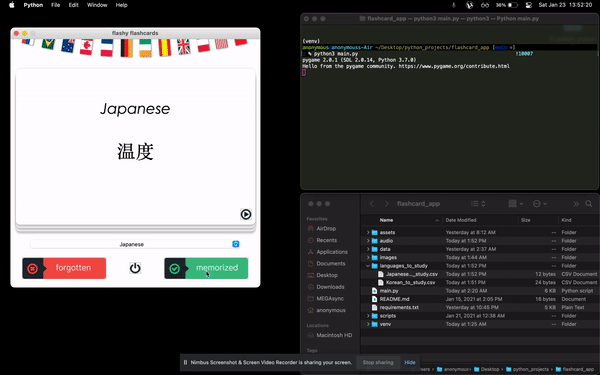 Python File Edit Window Help
36% Sat Jan 23 13:52:20
flashy flashcards
Japanese
温度
Japanese
forgotten
memorized
flashcard_app — python3 main.py — python3 — Python main.py
(venv)
anonymous@anonymouss-Air ~/Desktop/python_projects/flashcard_app [main +]
% python3 main.py
pygame 2.0.1 (SDL 2.0.14, Python 3.7.0)
Hello from the pygame community. https://www.pygame.org/contribute.html
flashcard_app
Favorites
AirDrop
Recents
Applications
Documents
Desktop
Downloads
MEGAsync
anonymous
Locations
Macintosh HD
Tags
Name Date Modified Size Kind
assets Yesterday at 8:12 AM -- Folder
audio Today at 1:52 PM -- Folder
data Yesterday at 2:37 AM -- Folder
images Today at 1:44 AM -- Folder
languages_to_study Today at 1:52 PM -- Folder
Japanese..._study.csv Today at 1:52 PM 12 bytes CSV Document
Korean_to_study.csv Today at 1:51 PM 24 bytes CSV Document
main.py Today at 2:20 AM 6 KB Python script
README.md Jan 15, 2021 at 2:05 PM 16 bytes Document
requirements.txt Yesterday at 10:45 PM 5 bytes Plain Text
scripts Jan 21, 2021 at 12:38 AM -- Folder
venv Today at 1:25 AM -- Folder
anonymous Desktop python_projects flashcard_app
Nimbus Screenshot & Screen Video Recorder is sharing your screen. Stop sharing Hide